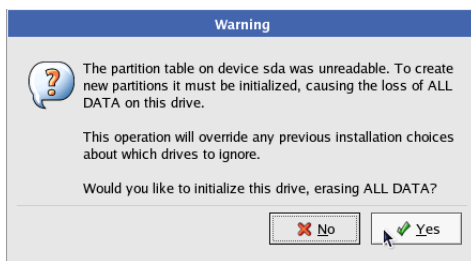 Warning
The partition table on device sda was unreadable. To create
new partitions it must be initialized, causing the loss of ALL
DATA on this drive.
This operation will override any previous installation choices
about which drives to ignore.
Would you like to initialize this drive, erasing ALL DATA?
No
Yes